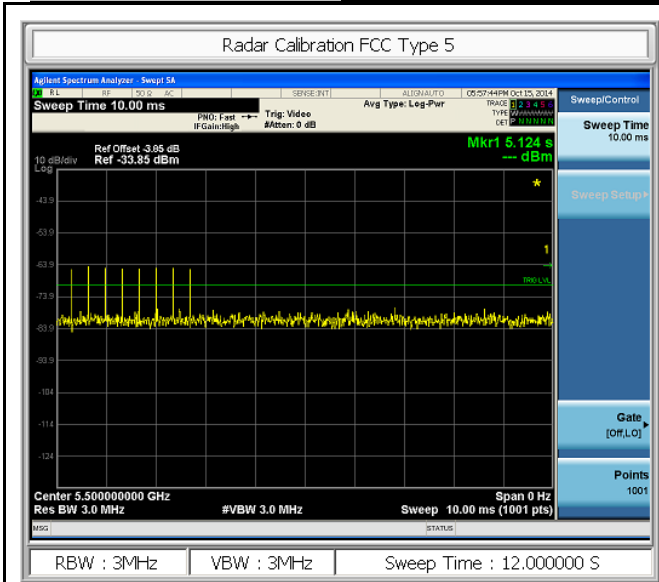 Radar Calibration FCC Type 5
Agilent Spectrum Analyzer - Swept SA
RL RF 50 Ω AC SENSE:INT ALIGNAUTO 05:57:44PM Oct 15, 2014
Sweep Time 10.00 ms
PNO: Fast
IFGain:High
Trig: Video
#Atten: 0 dB
Avg Type: Log-Pwr
TRACE 1 2 3 4 5 6
TYPE
DET P N N N N N
Sweep/Control
Sweep Time
10.00 ms
Sweep Setup
Gate
[Off,LO]
Points
1001
Mkr1 5.124 s
--- dBm
Ref Offset -3.85 dB
10 dB/div Ref -33.85 dBm
Log
-43.9
-53.9
1
-63.9
TRIG LVL
-73.9
-83.9
-93.9
-104
-114
-124
Center 5.500000000 GHz Span 0 Hz
Res BW 3.0 MHz #VBW 3.0 MHz Sweep 10.00 ms (1001 pts)
MSG STATUS
RBW : 3MHz VBW : 3MHz Sweep Time : 12.000000 S